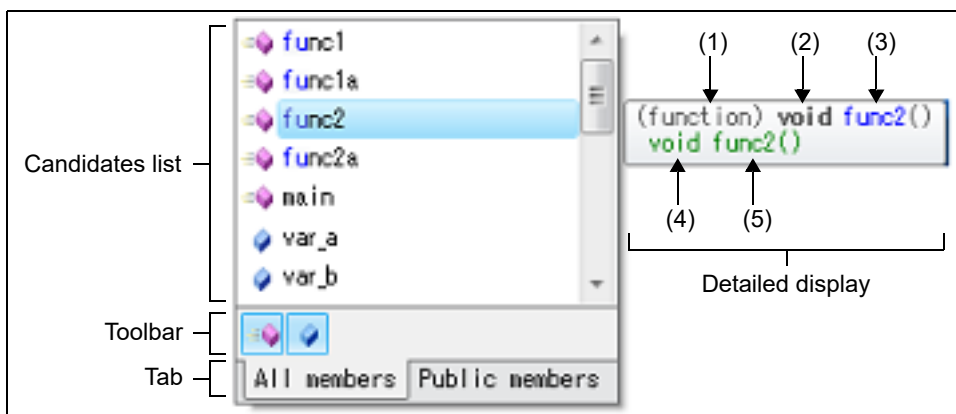 Candidates list
func1
func1a
func2
func2a
main
var_a
var_b
Toolbar
Tab
All members
Public members
(1)
(2)
(3)
(function) void func2()
void func2()
(4)
(5)
Detailed display